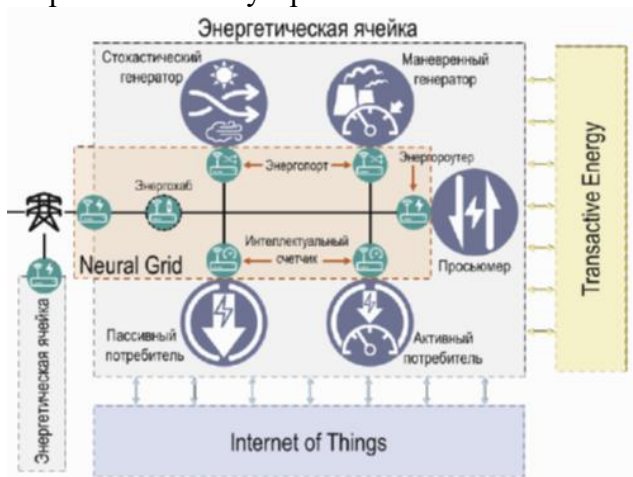 Энергетическая ячейка
Стохастический
генератор
Маневренный
генератор
Энергопорт
Энергороутер
Энергохаб
Интеллектуальный
счетчик
Neural Grid
Просьюмер
Пассивный
потребитель
Активный
потребитель
Энергетическая ячейка
Transactive Energy
Internet of Things